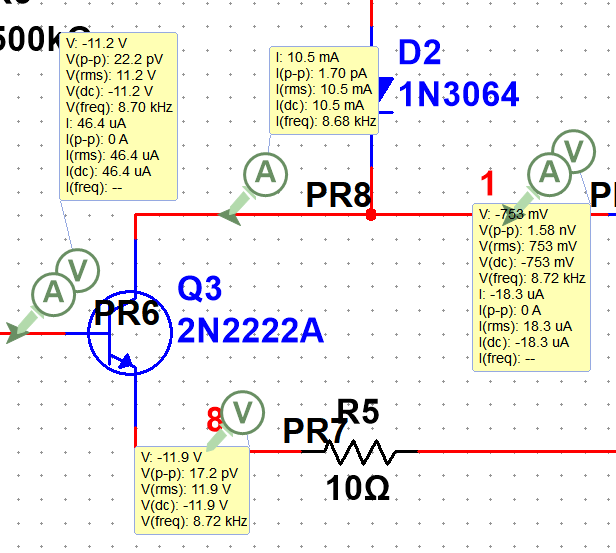 500kΩ
V: -11.2 V
V(p-p): 22.2 pV
V(rms): 11.2 V
V(dc): -11.2 V
V(freq): 8.70 kHz
I: 46.4 uA
I(p-p): 0 A
I(rms): 46.4 uA
I(dc): 46.4 uA
I(freq): --
I: 10.5 mA
I(p-p): 1.70 pA
I(rms): 10.5 mA
I(dc): 10.5 mA
I(freq): 8.68 kHz
D2
1N3064
A
PR8
1
A
V
V: -753 mV
V(p-p): 1.58 nV
V(rms): 753 mV
V(dc): -753 mV
V(freq): 8.72 kHz
I: -18.3 uA
I(p-p): 0 A
I(rms): 18.3 uA
I(dc): -18.3 uA
I(freq): --
A
V
PR6
Q3
2N2222A
8
V
PR7
R5
10Ω
V: -11.9 V
V(p-p): 17.2 pV
V(rms): 11.9 V
V(dc): -11.9 V
V(freq): 8.72 kHz